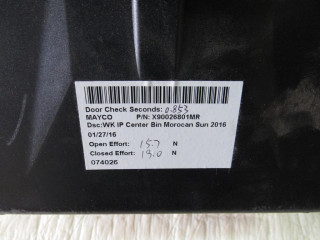 Door Check Seconds: 0.853
MAYCO P/N: X90026801MR
Dsc:WK IP Center Bin Morocan Sun 2016
01/27/16
Open Effort: 15.7 N
Closed Effort: 19.0 N
074026